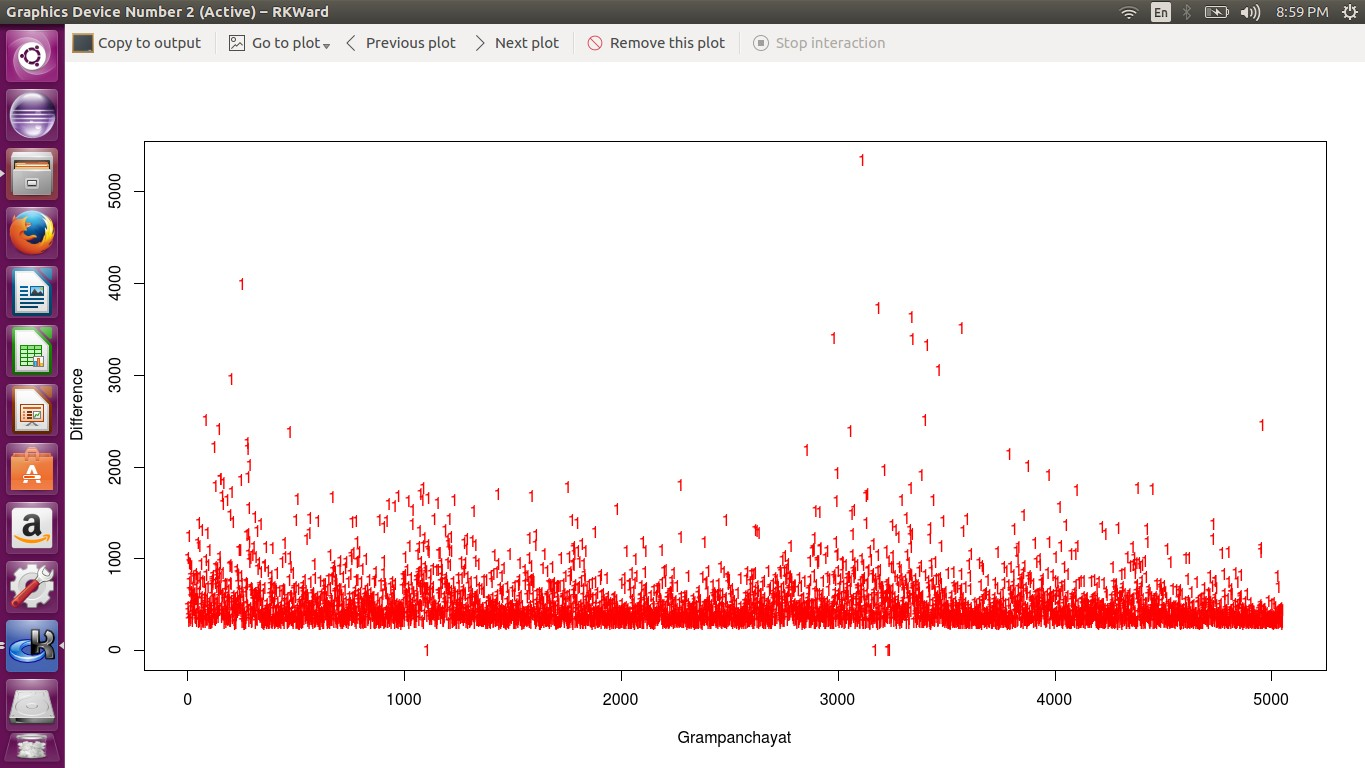 Graphics Device Number 2 (Active) – RKWard
En
8:59 PM
Copy to output
Go to plot
Previous plot
Next plot
Remove this plot
Stop interaction
5000
4000
3000
2000
1000
0
Difference
0 1000 2000 3000 4000 5000
Grampanchayat